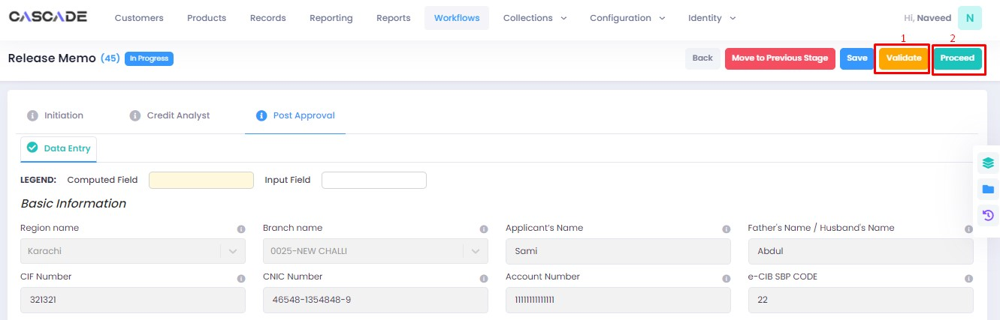 CASCADE Customers Products Records Reporting Reports Workflows Collections Configuration Identity Hi, Naveed N
1 2
Release Memo (45) In Progress Back Move to Previous Stage Save Validate Proceed
Initiation Credit Analyst Post Approval
Data Entry
LEGEND: Computed Field Input Field
Basic Information
Region name Branch name Applicant's Name Father's Name / Husband's Name
Karachi 0025-NEW CHALLI Sami Abdul
CIF Number CNIC Number Account Number e-CIB SBP CODE
321321 46548-1354848-9 11111111111111 22